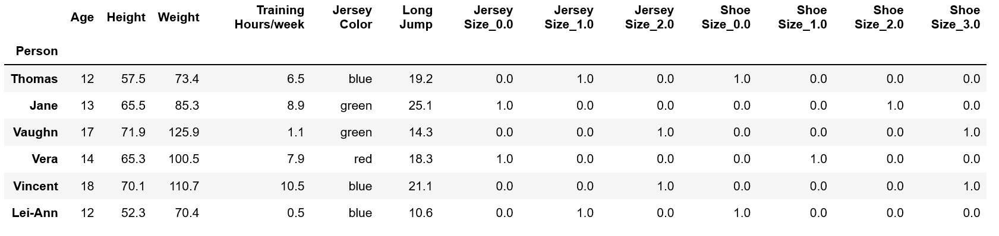 Age Height Weight Training Hours/week Jersey Color Long Jump Jersey Size_0.0 Jersey Size_1.0 Jersey Size_2.0 Shoe Size_0.0 Shoe Size_1.0 Shoe Size_2.0 Shoe Size_3.0
Person
Thomas 12 57.5 73.4 6.5 blue 19.2 0.0 1.0 0.0 1.0 0.0 0.0 0.0
Jane 13 65.5 85.3 8.9 green 25.1 1.0 0.0 0.0 0.0 0.0 1.0 0.0
Vaughn 17 71.9 125.9 1.1 green 14.3 0.0 0.0 1.0 0.0 0.0 0.0 1.0
Vera 14 65.3 100.5 7.9 red 18.3 1.0 0.0 0.0 0.0 1.0 0.0 0.0
Vincent 18 70.1 110.7 10.5 blue 21.1 0.0 0.0 1.0 0.0 0.0 0.0 1.0
Lei-Ann 12 52.3 70.4 0.5 blue 10.6 0.0 1.0 0.0 1.0 0.0 0.0 0.0